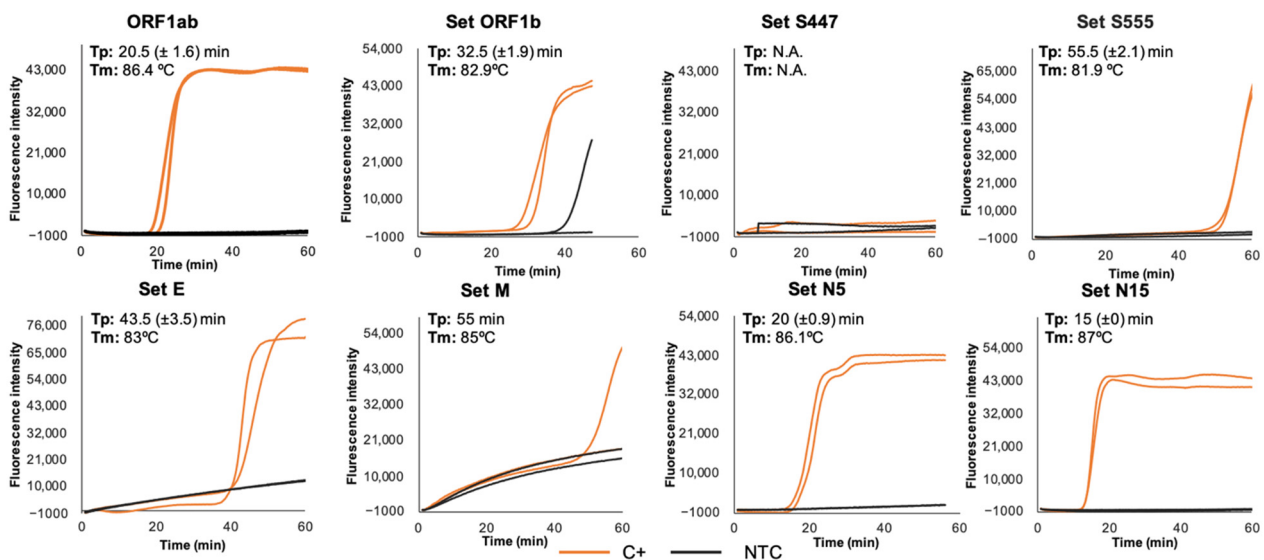 ORF1ab
Tp: 20.5 (± 1.6) min
Tm: 86.4 ºC
Fluorescence intensity
43,000
32,000
21,000
10,000
−1000
0
20
40
60
Time (min)
Set ORF1b
Tp: 32.5 (±1.9) min
Tm: 82.9ºC
Fluorescence intensity
54,000
43,000
32,000
21,000
10,000
−1000
0
20
40
60
Time (min)
Set S447
Tp: N.A.
Tm: N.A.
Fluorescence intensity
43,000
32,000
21,000
10,000
−1000
0
20
40
60
Time (min)
Set S555
Tp: 55.5 (±2.1) min
Tm: 81.9 ºC
Fluorescence intensity
65,000
54,000
43,000
32,000
21,000
10,000
−1000
0
20
40
60
Time (min)
Set E
Tp: 43.5 (±3.5) min
Tm: 83ºC
Fluorescence intensity
76,000
65,000
54,000
43,000
32,000
21,000
10,000
−1000
0
20
40
60
Time (min)
Set M
Tp: 55 min
Tm: 85ºC
Flurescence intensity
54,000
43,000
32,000
21,000
10,000
−1000
0
20
40
60
Time (min)
Set N5
Tp: 20 (±0.9) min
Tm: 86.1ºC
Fluorescence intensity
54,000
43,000
32,000
21,000
10,000
−1000
0
20
40
60
Time (min)
Set N15
Tp: 15 (±0) min
Tm: 87ºC
Fluorescence intensity
54,000
43,000
32,000
21,000
10,000
−1000
0
20
40
60
Time (min)
C+
NTC